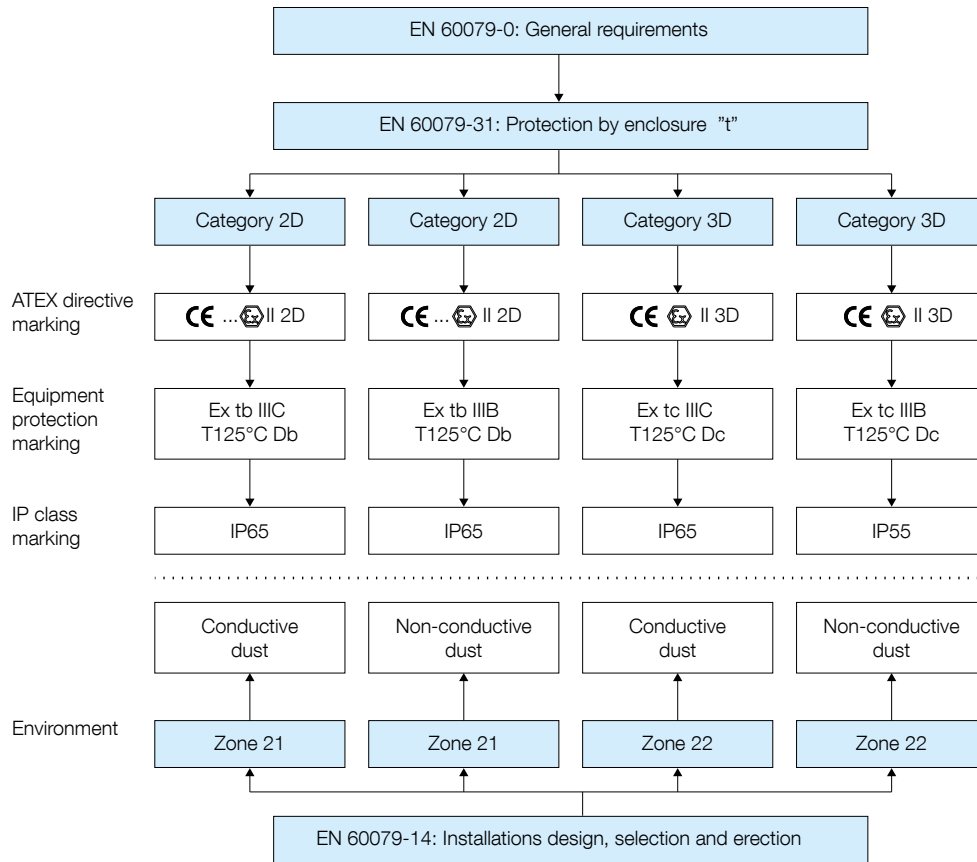 EN 60079-0: General requirements
EN 60079-31: Protection by enclosure ”t”
Category 2D
Category 2D
Category 3D
Category 3D
ATEX directive
marking
CE ... Ex II 2D
CE ... Ex II 2D
CE Ex II 3D
CE Ex II 3D
Equipment
protection
marking
Ex tb IIIC
T125°C Db
Ex tb IIIB
T125°C Db
Ex tc IIIC
T125°C Dc
Ex tc IIIB
T125°C Dc
IP class
marking
IP65
IP65
IP65
IP55
Conductive
dust
Non-conductive
dust
Conductive
dust
Non-conductive
dust
Environment
Zone 21
Zone 21
Zone 22
Zone 22
EN 60079-14: Installations design, selection and erection